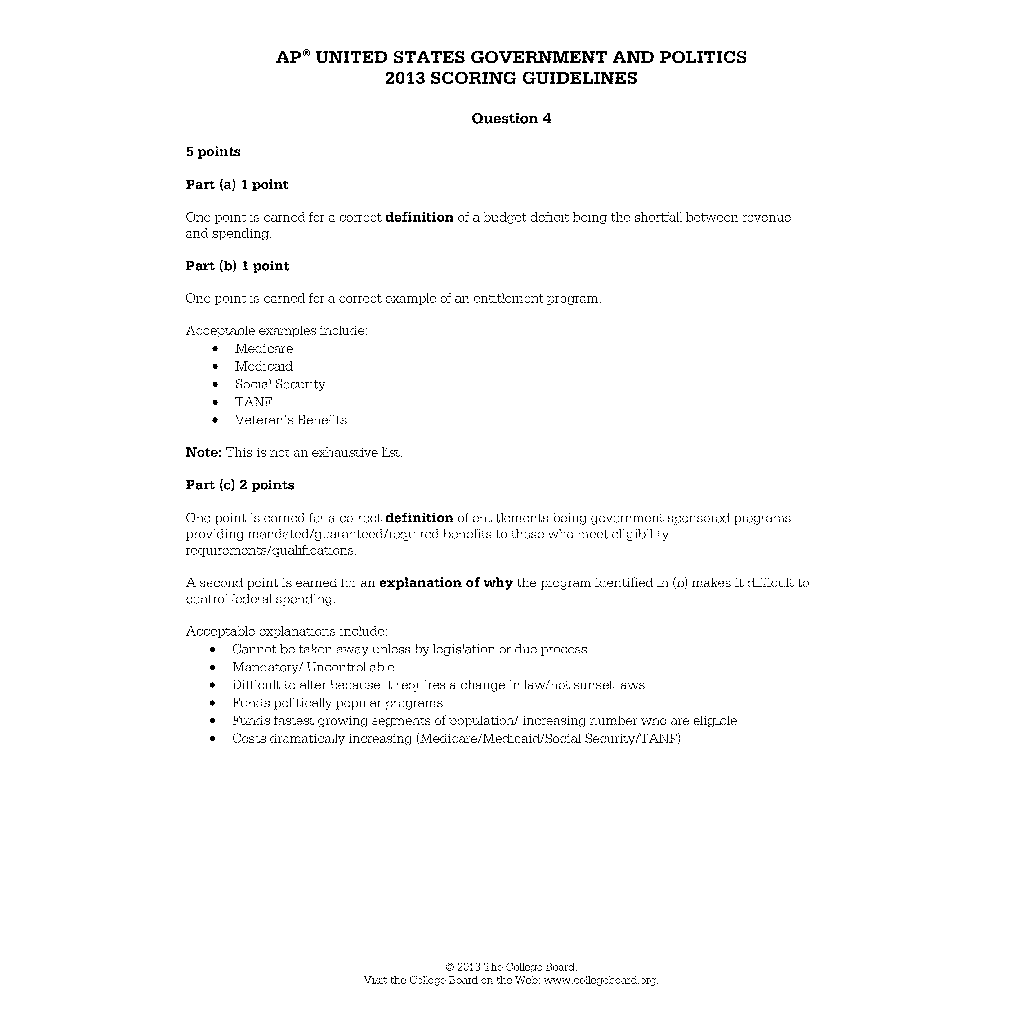 AP® UNITED STATES GOVERNMENT AND POLITICS
2013 SCORING GUIDELINES
Question 4
5 points
Part (a) 1 point
One point is earned for a correct definition of a budget deficit being the shortfall between revenue
and spending.
Part (b) 1 point
One point is earned for a correct example of an entitlement program.
Acceptable examples include:
• Medicare
• Medicaid
• Social Security
• TANF
• Veteran's Benefits
Note: This is not an exhaustive list.
Part (c) 2 points
One point is earned for a correct definition of entitlements being government sponsored programs
providing mandated/guaranteed/required benefits to those who meet eligibility
requirements/qualifications.
A second point is earned for an explanation of why the program identified in (b) makes it difficult to
control federal spending.
Acceptable explanations include:
• Cannot be taken away unless by legislation or due process
• Mandatory/ Uncontrollable
• Difficult to alter because it requires a change in law/not sunset laws
• Funds politically popular programs
• Funds fastest growing segments of population/ increasing number who are eligible
• Costs dramatically increasing (Medicare/Medicaid/Social Security/TANF)
© 2013 The College Board.
Visit the College Board on the Web: www.collegeboard.org.